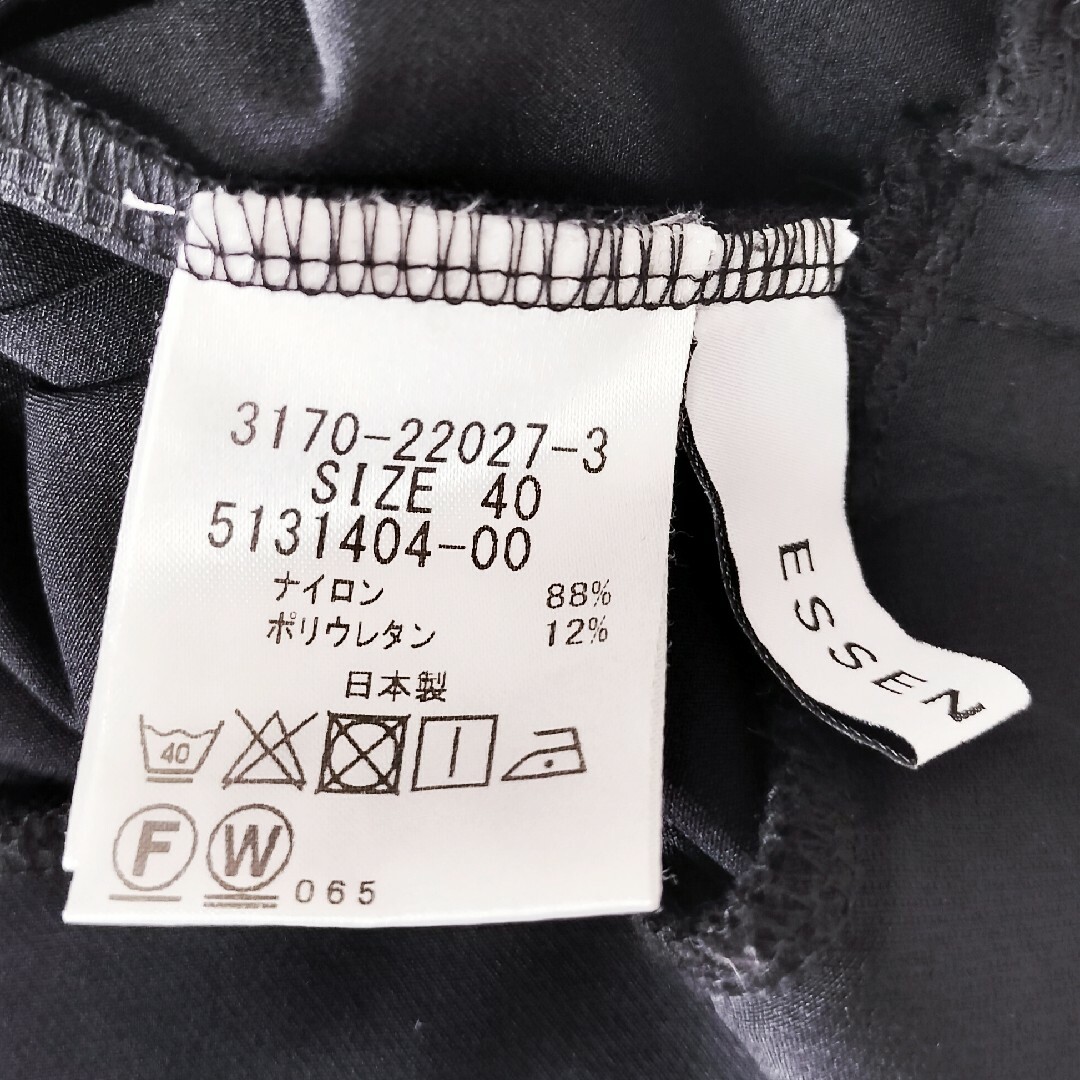 3170-22027-3
SIZE 40
5131404-00
ナイロン 88%
ポリウレタン 12%
日本製
40
F W 065
ESSEN